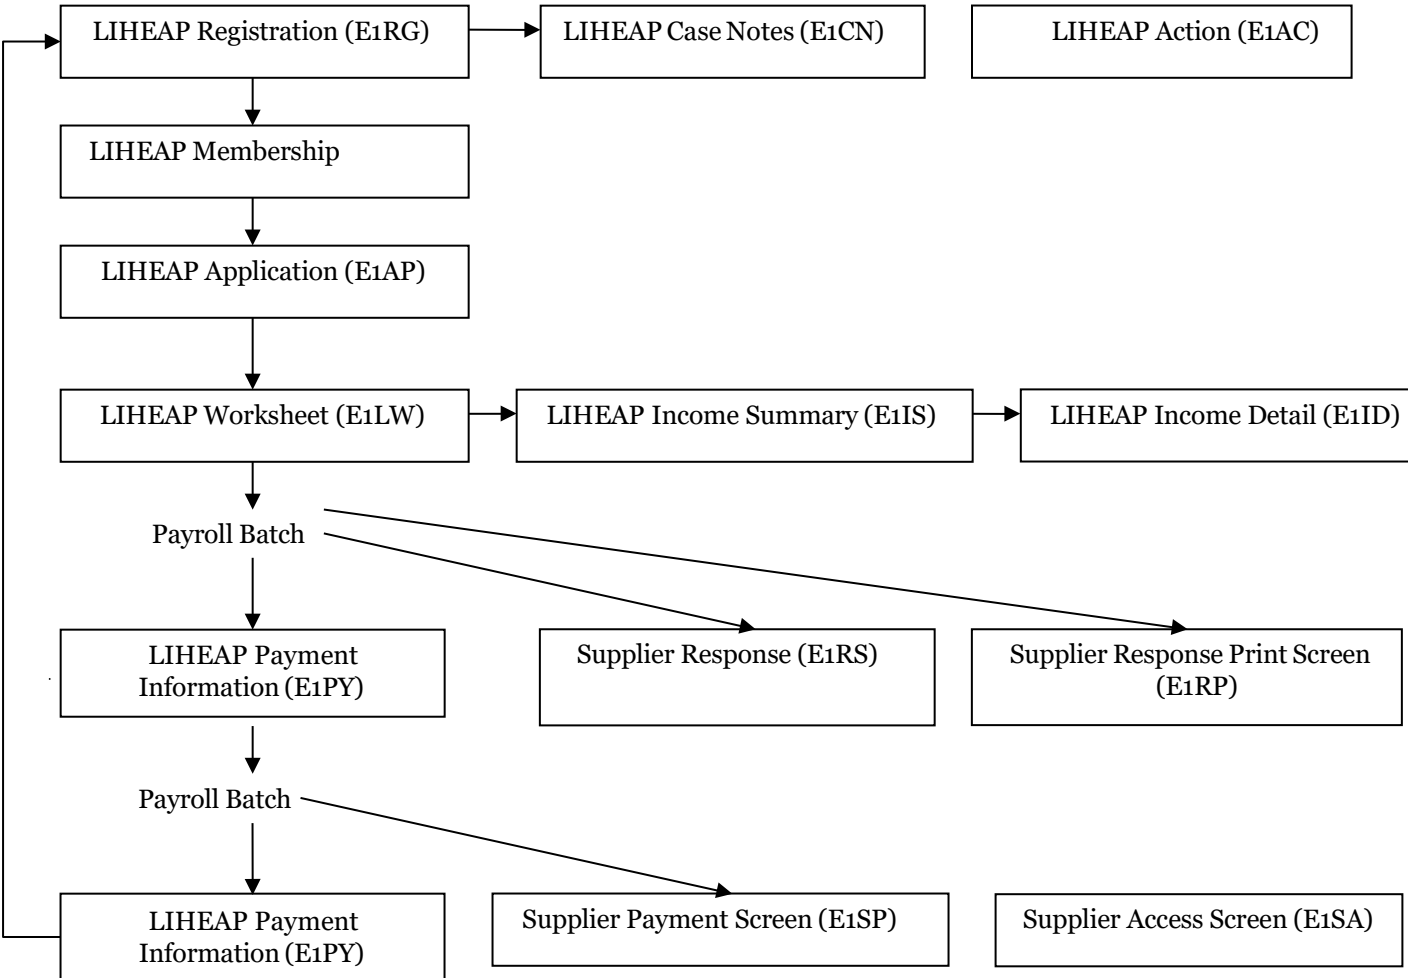 LIHEAP Registration (E1RG)
LIHEAP Case Notes (E1CN)
LIHEAP Action (E1AC)
LIHEAP Membership
LIHEAP Application (E1AP)
LIHEAP Worksheet (E1LW)
LIHEAP Income Summary (E1IS)
LIHEAP Income Detail (E1ID)
Payroll Batch
LIHEAP Payment
Information (E1PY)
Supplier Response (E1RS)
Supplier Response Print Screen
(E1RP)
Payroll Batch
LIHEAP Payment
Information (E1PY)
Supplier Payment Screen (E1SP)
Supplier Access Screen (E1SA)